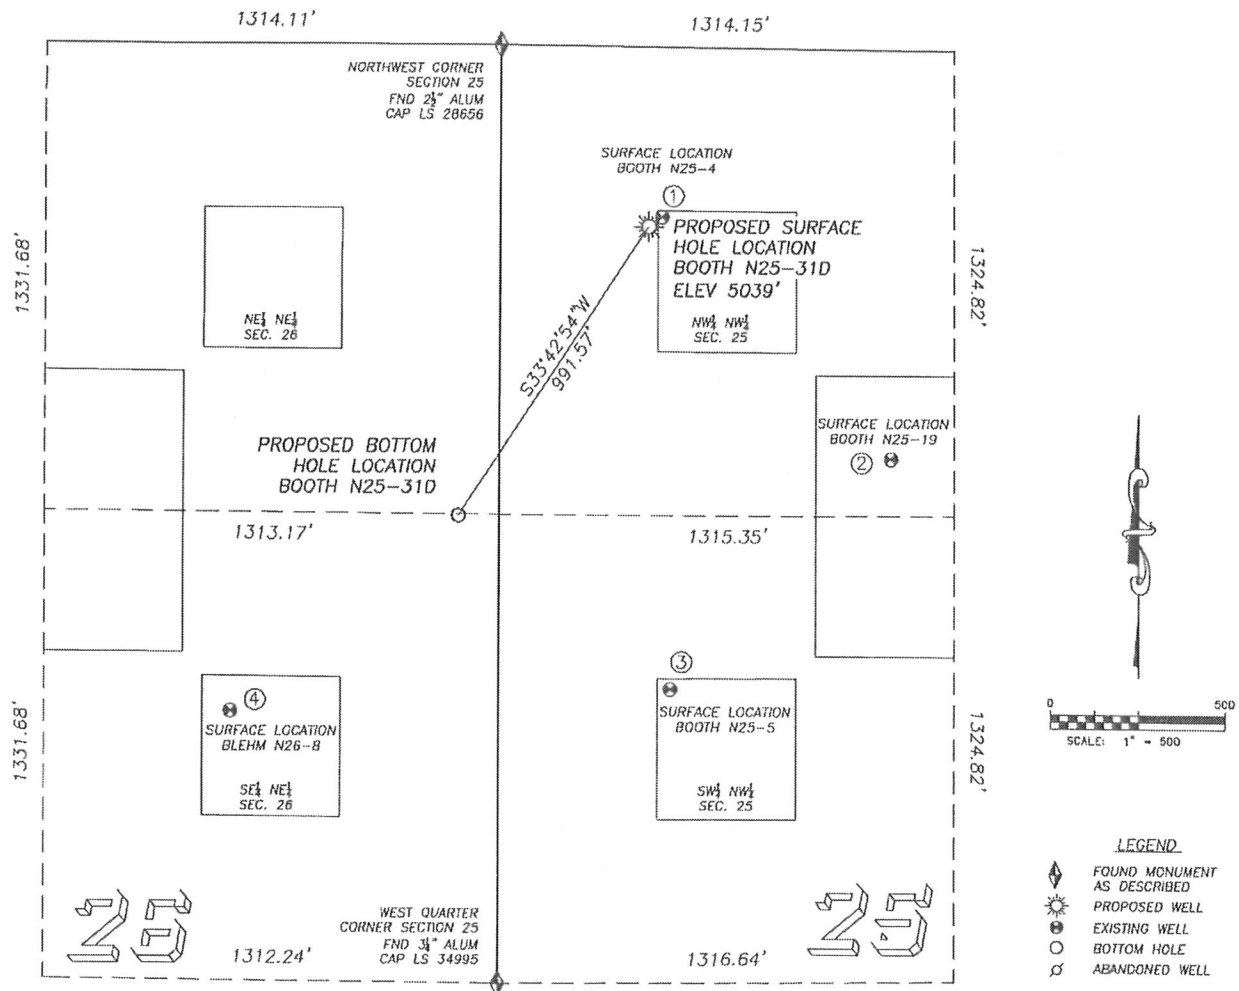 1314.11'
1314.15'
NORTHWEST CORNER
SECTION 25
FND 2½" ALUM
CAP LS 28656
SURFACE LOCATION
BOOTH N25-4
1
PROPOSED SURFACE
HOLE LOCATION
BOOTH N25-31D
ELEV 5039'
1331.68'
1324.82'
NE¼ NE¼
SEC. 26
NW¼ NW¼
SEC. 25
S33°42'54"W
991.57'
SURFACE LOCATION
BOOTH N25-19
2
PROPOSED BOTTOM
HOLE LOCATION
BOOTH N25-31D
1313.17'
1315.35'
3
SURFACE LOCATION
BOOTH N25-5
4
SURFACE LOCATION
BLEHM N26-8
1331.68'
1324.82'
SE¼ NE¼
SEC. 26
SW¼ NW¼
SEC. 25
0
500
SCALE: 1" = 500
26
25
WEST QUARTER
CORNER SECTION 25
FND 3¼" ALUM
CAP LS 34995
1312.24'
1316.64'
LEGEND
FOUND MONUMENT
AS DESCRIBED
PROPOSED WELL
EXISTING WELL
BOTTOM HOLE
ABANDONED WELL